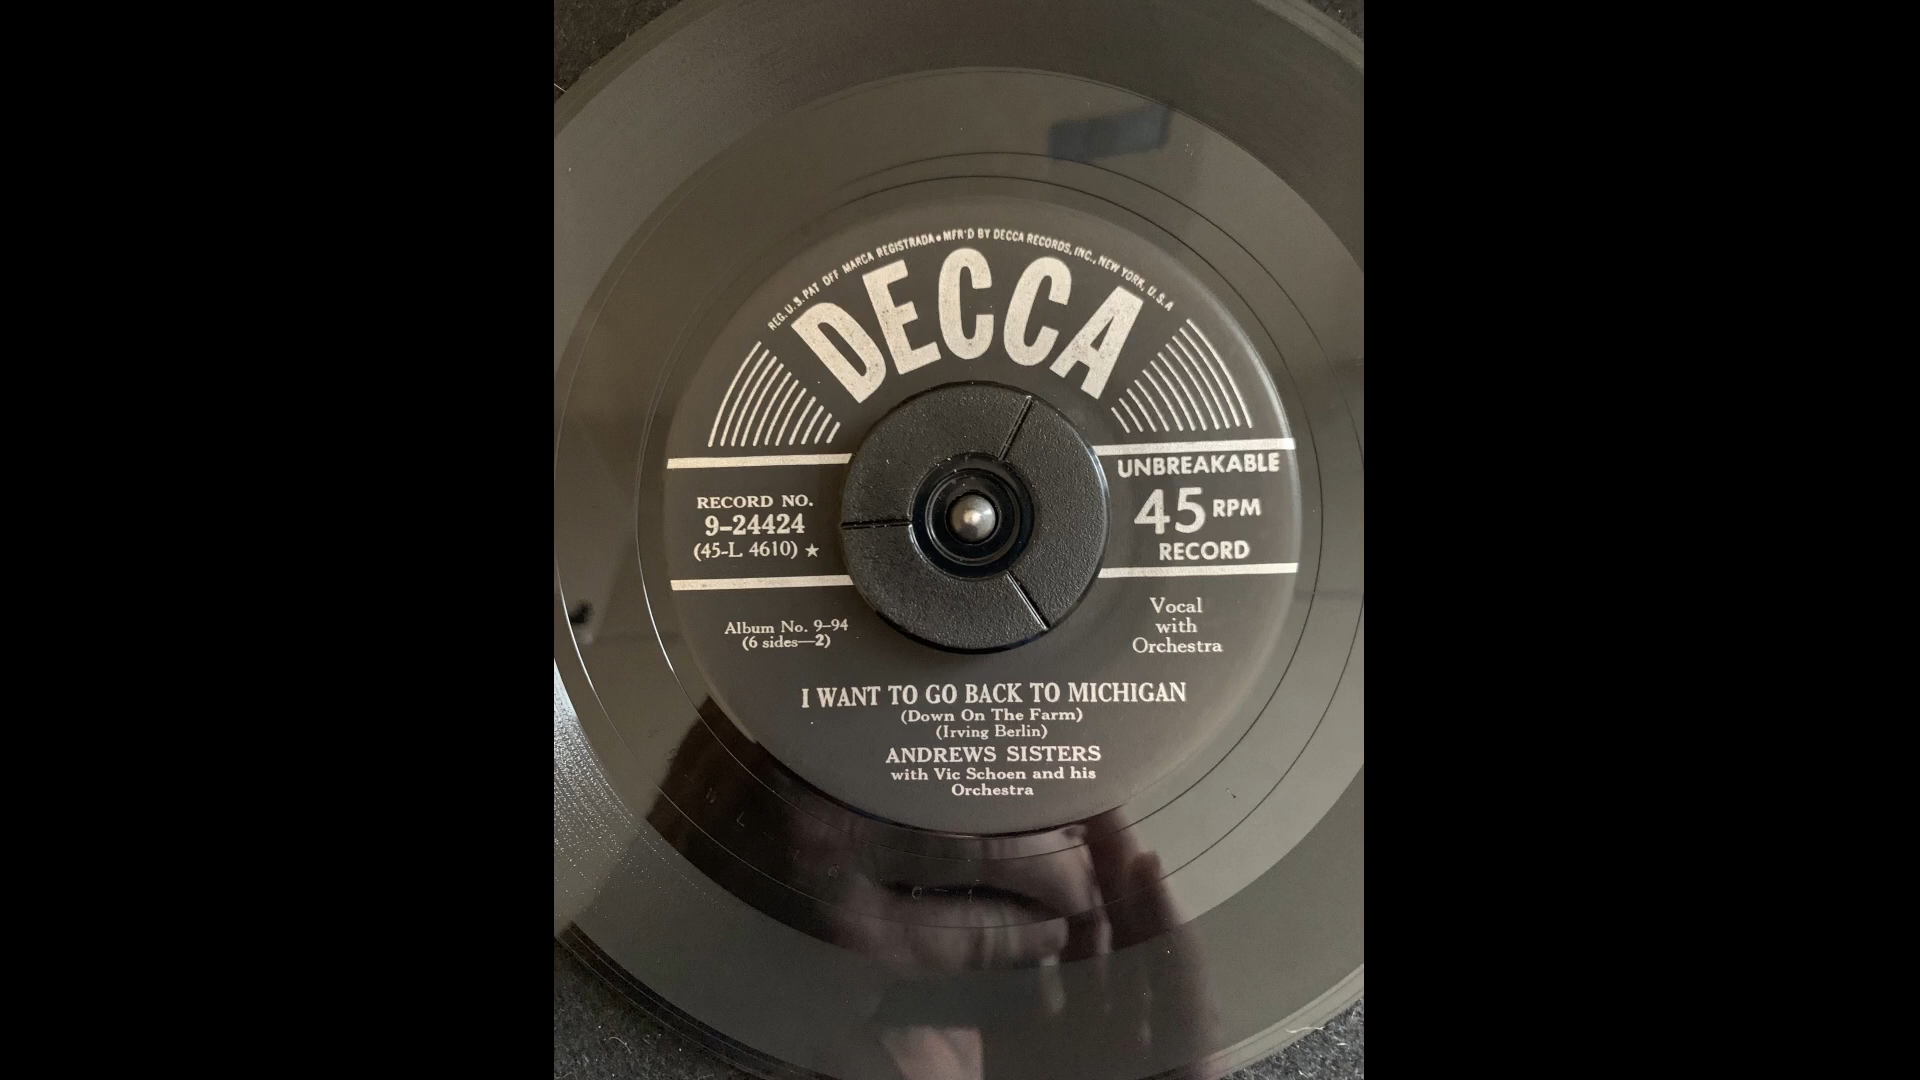 REG. U.S. PAT OFF MARCA REGISTRADA • MFR'D BY DECCA RECORDS, INC., NEW YORK, U.S.A
DECCA
RECORD NO.
9-24424
(45-L 4610) ★
UNBREAKABLE
45 RPM
RECORD
Album No. 9-94
(6 sides—2)
Vocal
with
Orchestra
I WANT TO GO BACK TO MICHIGAN
(Down On The Farm)
(Irving Berlin)
ANDREWS SISTERS
with Vic Schoen and his
Orchestra